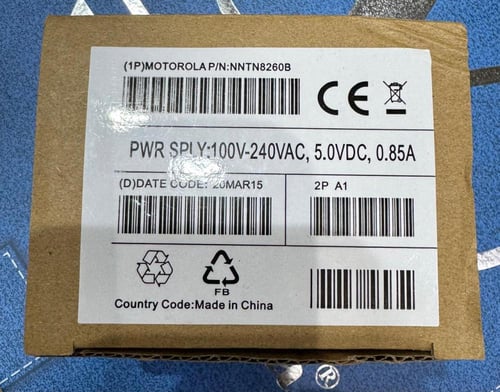 (1P)MOTOROLA P/N:NNTN8260B
CE
PWR SPLY:100V-240VAC, 5.0VDC, 0.85A
(D)DATE CODE: 20MAR15
2P A1
FB
Country Code:Made in China
®